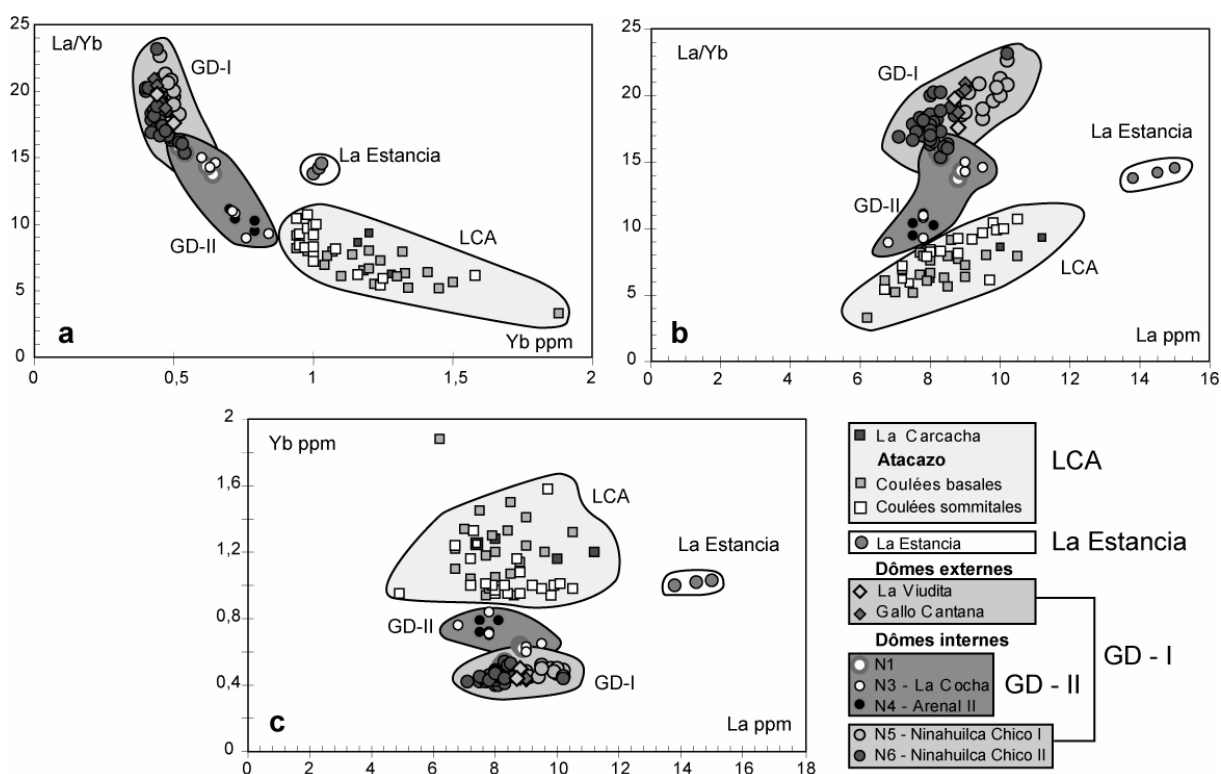 25
20
15
10
5
0
La/Yb
GD-I
La Estancia
GD-II
LCA
a
Yb ppm
0 0,5 1 1,5 2
25
20
15
10
5
0
La/Yb
GD-I
La Estancia
GD-II
LCA
b
La ppm
0 2 4 6 8 10 12 14 16
2
1,6
1,2
0,8
0,4
0
Yb ppm
LCA
La Estancia
GD-II
GD-I
c
La ppm
0 2 4 6 8 10 12 14 16 18
La Carcacha
Atacazo
Coulées basales
Coulées sommitales
LCA
La Estancia
La Estancia
Dômes externes
La Viudita
Gallo Cantana
Dômes internes
N1
N3 - La Cocha
N4 - Arenal II
GD - II
GD - I
N5 - Ninahuilca Chico I
N6 - Ninahuilca Chico II